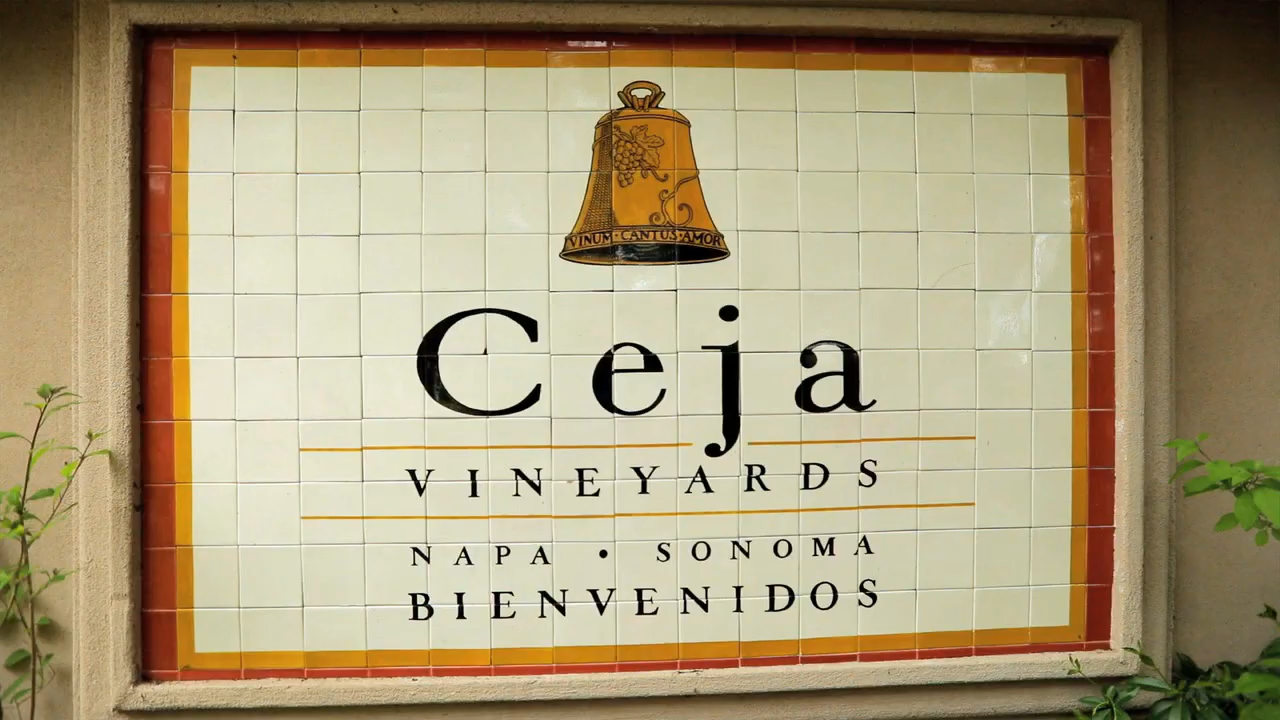 VINUM·CANTUS·AMOR
Ceja
VINEYARDS
NAPA • SONOMA
BIENVENIDOS